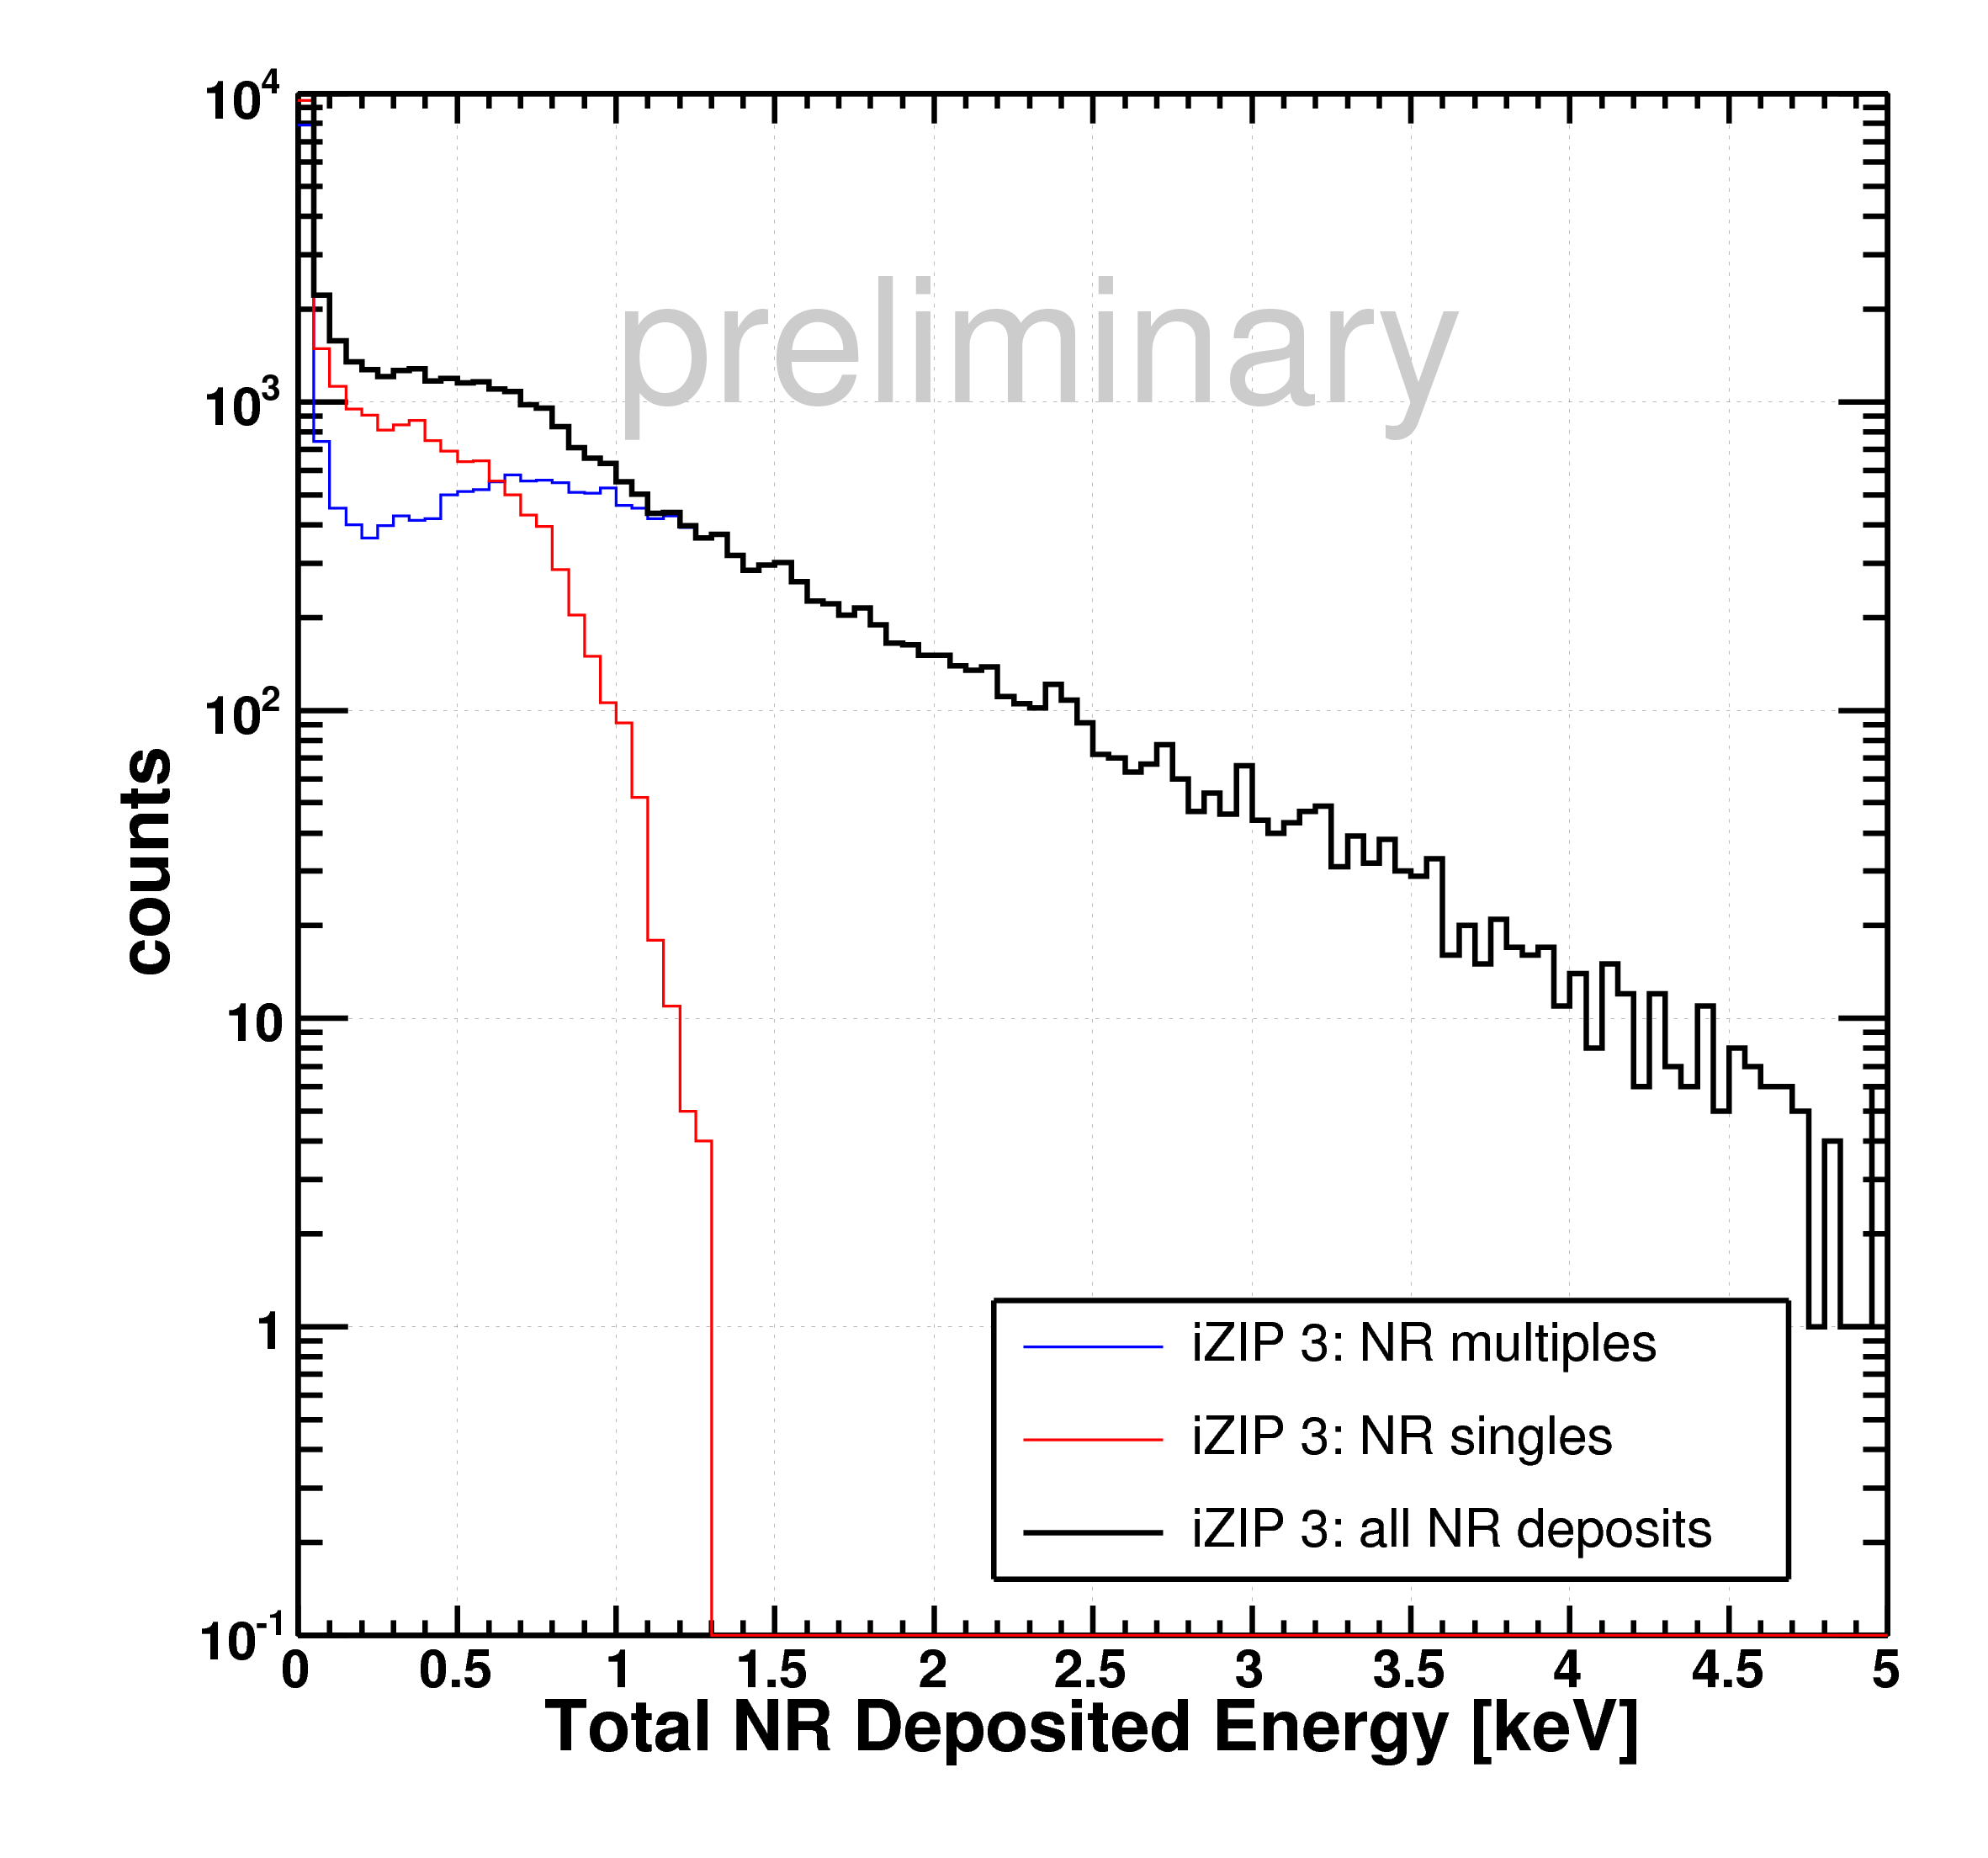 preliminary
counts
10^4
10^3
10^2
10
1
10^-1
0 0.5 1 1.5 2 2.5 3 3.5 4 4.5 5
Total NR Deposited Energy [keV]
iZIP 3: NR multiples
iZIP 3: NR singles
iZIP 3: all NR deposits